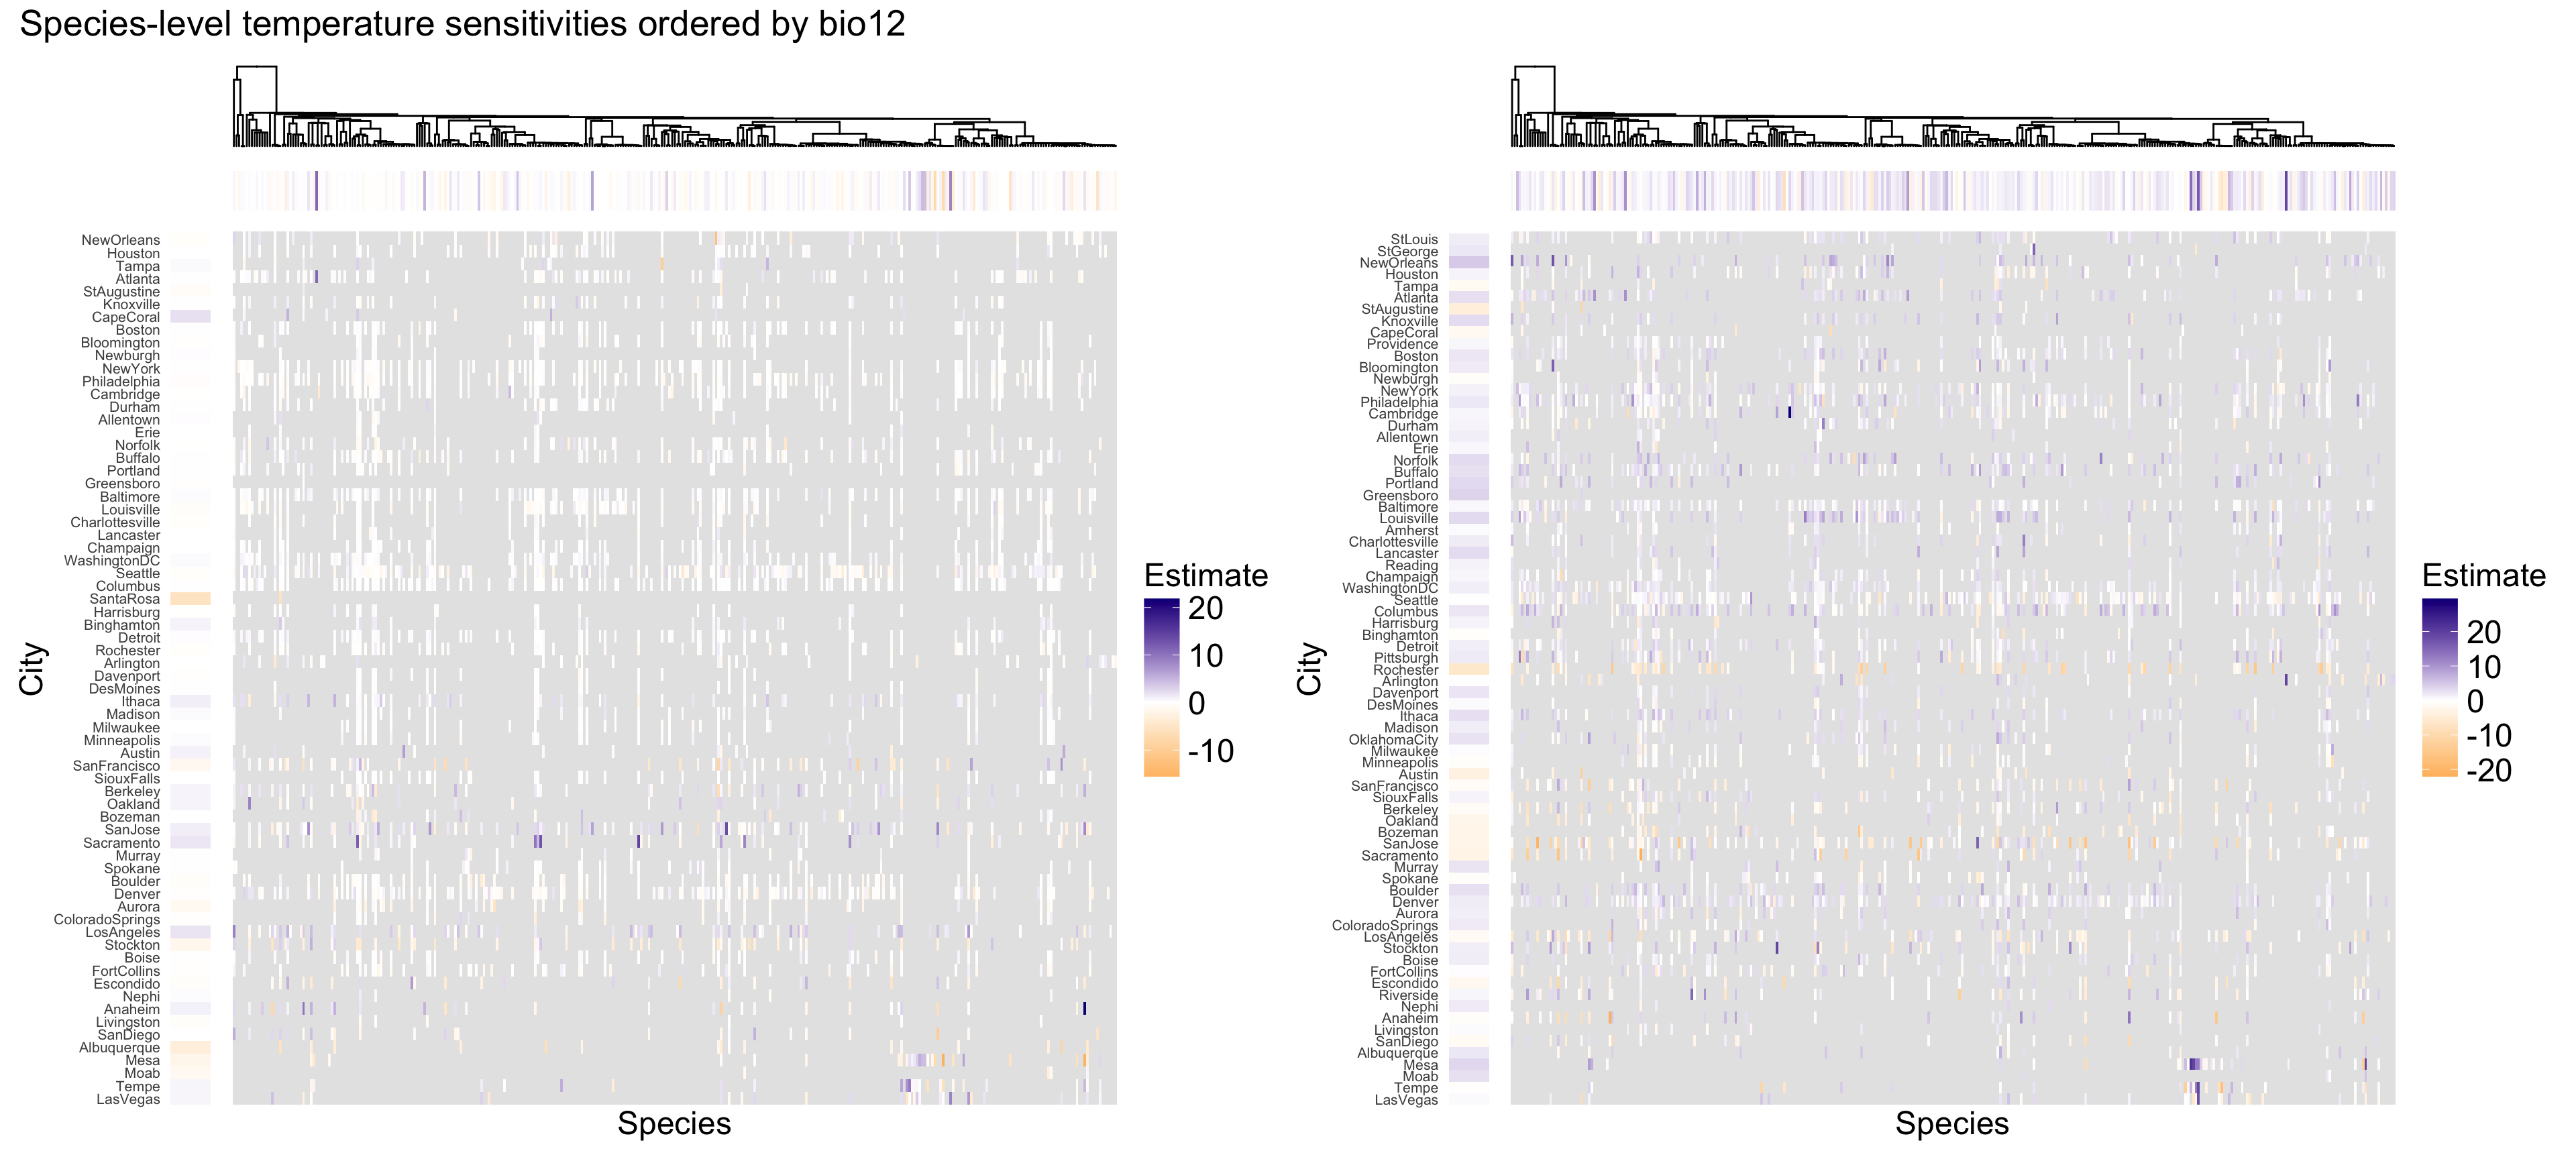 Species-level temperature sensitivities ordered by bio12
NewOrleans
Houston
Tampa
Atlanta
StAugustine
Knoxville
CapeCoral
Boston
Bloomington
Newburgh
NewYork
Philadelphia
Cambridge
Durham
Allentown
Erie
Norfolk
Buffalo
Portland
Greensboro
Baltimore
Louisville
Charlottesville
Lancaster
Champaign
WashingtonDC
Seattle
Columbus
SantaRosa
Harrisburg
Binghamton
Detroit
Rochester
Arlington
Davenport
DesMoines
Ithaca
Madison
Milwaukee
Minneapolis
Austin
SanFrancisco
SiouxFalls
Berkeley
Oakland
Bozeman
SanJose
Sacramento
Murray
Spokane
Boulder
Denver
Aurora
ColoradoSprings
LosAngeles
Stockton
Boise
FortCollins
Escondido
Nephi
Anaheim
Livingston
SanDiego
Albuquerque
Mesa
Moab
Tempe
LasVegas
City
Species
Estimate
20
10
0
-10
StLouis
StGeorge
NewOrleans
Houston
Tampa
Atlanta
StAugustine
Knoxville
CapeCoral
Providence
Boston
Bloomington
Newburgh
NewYork
Philadelphia
Cambridge
Durham
Allentown
Erie
Norfolk
Buffalo
Portland
Greensboro
Baltimore
Louisville
Amherst
Charlottesville
Lancaster
Reading
Champaign
WashingtonDC
Seattle
Columbus
Harrisburg
Binghamton
Detroit
Pittsburgh
Rochester
Arlington
Davenport
DesMoines
Ithaca
Madison
OklahomaCity
Milwaukee
Minneapolis
Austin
SanFrancisco
SiouxFalls
Berkeley
Oakland
Bozeman
SanJose
Sacramento
Murray
Spokane
Boulder
Denver
Aurora
ColoradoSprings
LosAngeles
Stockton
Boise
FortCollins
Escondido
Riverside
Nephi
Anaheim
Livingston
SanDiego
Albuquerque
Mesa
Moab
Tempe
LasVegas
City
Species
Estimate
20
10
0
-10
-20